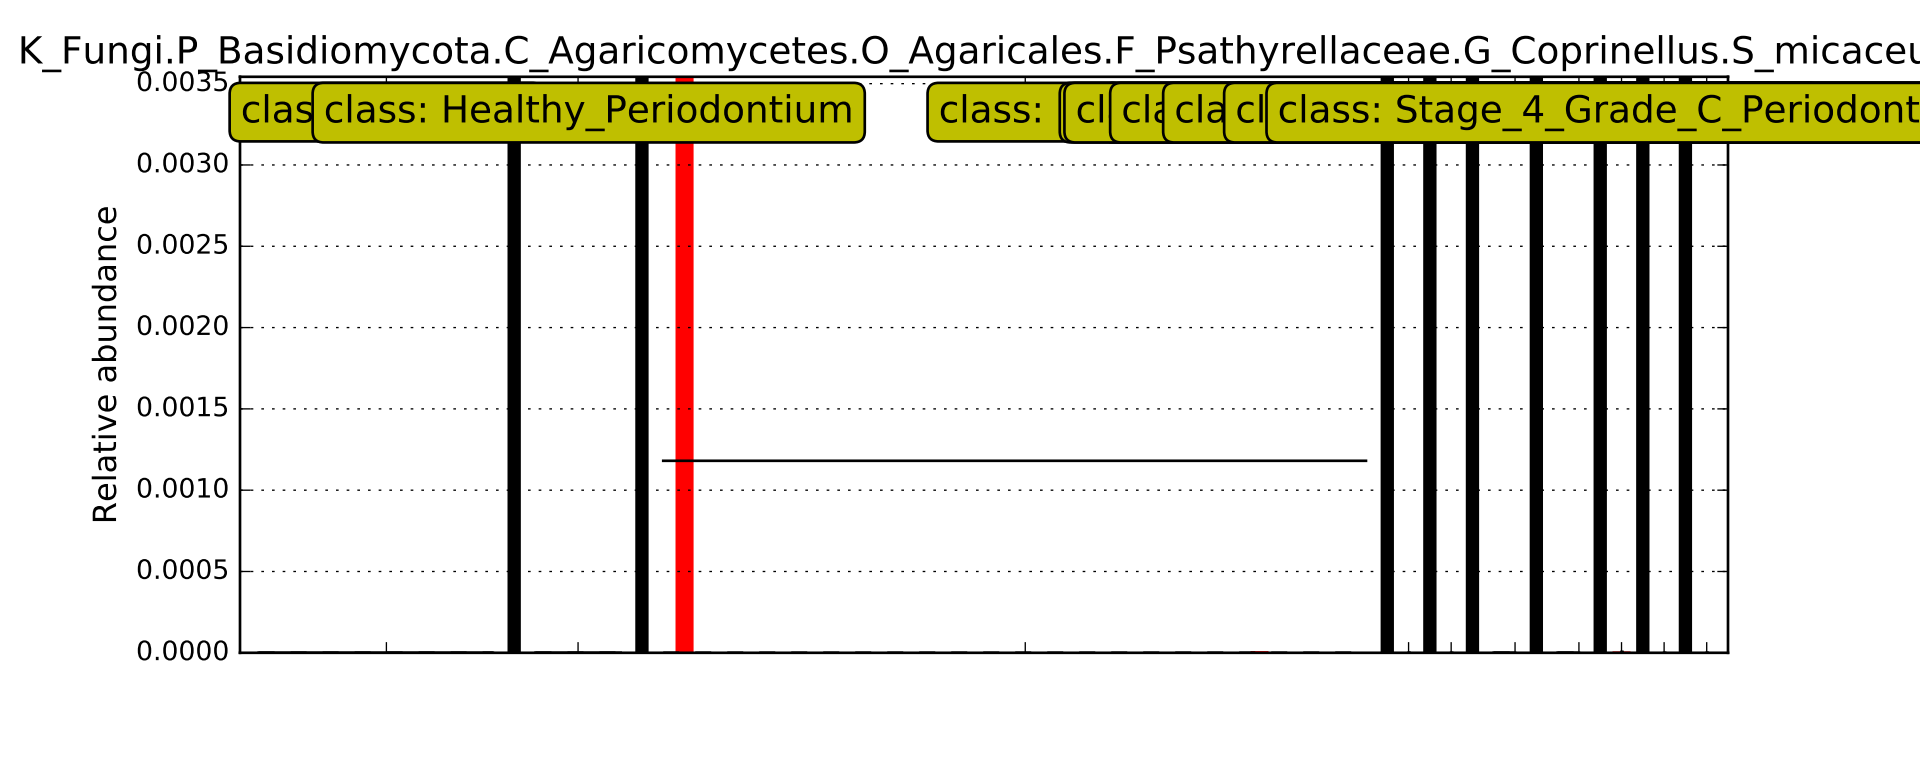 K_Fungi.P_Basidiomycota.C_Agaricomycetes.O_Agaricales.F_Psathyrellaceae.G_Coprinellus.S_micaceu
0.0035
clas class: Healthy_Periodontium class: cl cla cla cl class: Stage_4_Grade_C_Periodont
0.0030
0.0025
0.0020
0.0015
0.0010
0.0005
0.0000
Relative abundance